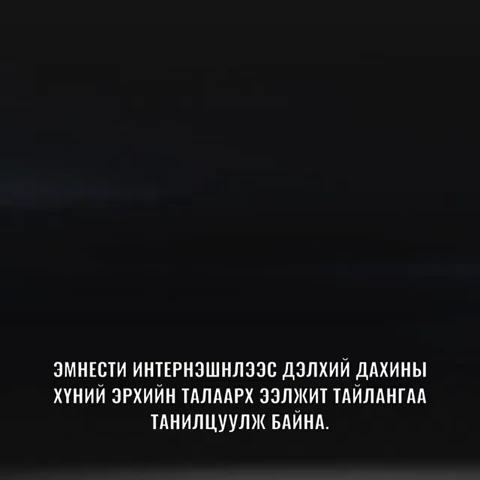 ЭМНЕСТИ ИНТЕРНЭШНЛЭЭС ДЭЛХИЙ ДАХИНЫ
ХҮНИЙ ЭРХИЙН ТАЛААРХ ЭЭЛЖИТ ТАЙЛАНГАА
ТАНИЛЦУУЛЖ БАЙНА.